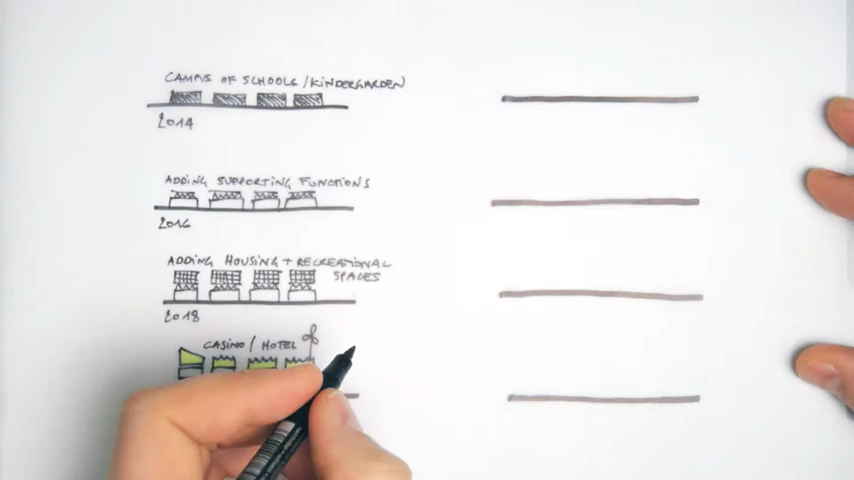 CAMPUS OF SCHOOLS / KINDERGARDEN
2014
ADDING SUPPORTING FUNCTIONS
2016
ADDING HOUSING + RECREATIONAL
SPACES
2018
CASINO / HOTEL